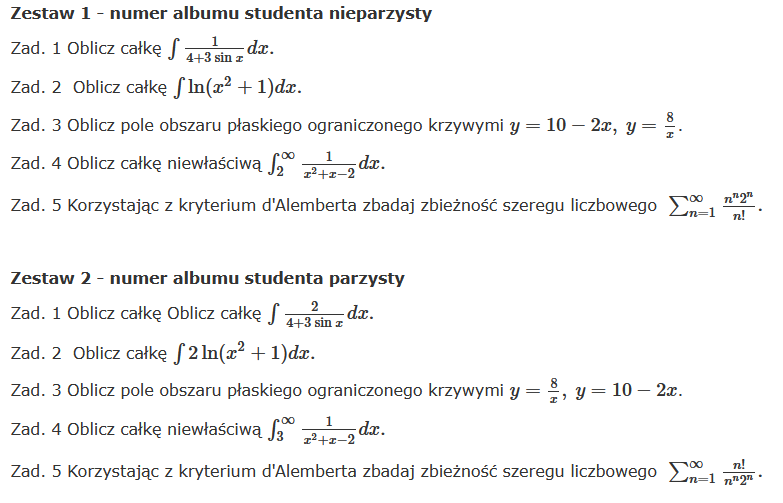 Zestaw 1 - numer albumu studenta nieparzysty
Zad. 1 Oblicz całkę $\int \frac{1}{4+3\sin x} dx$.
Zad. 2 Oblicz całkę $\int \ln(x^2+1)dx$.
Zad. 3 Oblicz pole obszaru płaskiego ograniczonego krzywymi $y = 10 - 2x,\ y = \frac{8}{x}$.
Zad. 4 Oblicz całkę niewłaściwą $\int_2^\infty \frac{1}{x^2+x-2} dx$.
Zad. 5 Korzystając z kryterium d'Alemberta zbadaj zbieżność szeregu liczbowego $\sum_{n=1}^\infty \frac{n^n 2^n}{n!}$.
Zestaw 2 - numer albumu studenta parzysty
Zad. 1 Oblicz całkę Oblicz całkę $\int \frac{2}{4+3\sin x} dx$.
Zad. 2 Oblicz całkę $\int 2\ln(x^2+1)dx$.
Zad. 3 Oblicz pole obszaru płaskiego ograniczonego krzywymi $y = \frac{8}{x},\ y = 10 - 2x$.
Zad. 4 Oblicz całkę niewłaściwą $\int_3^\infty \frac{1}{x^2+x-2} dx$.
Zad. 5 Korzystając z kryterium d'Alemberta zbadaj zbieżność szeregu liczbowego $\sum_{n=1}^\infty \frac{n!}{n^n 2^n}$.